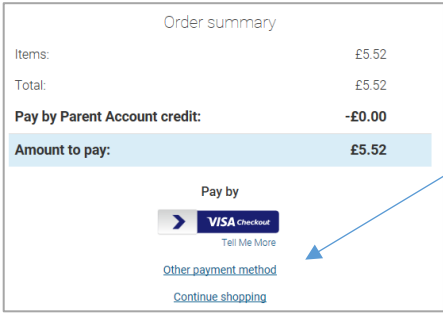 Order summary
Items: £5.52
Total: £5.52
Pay by Parent Account credit: -£0.00
Amount to pay: £5.52
Pay by
VISA Checkout
Tell Me More
Other payment method
Continue shopping